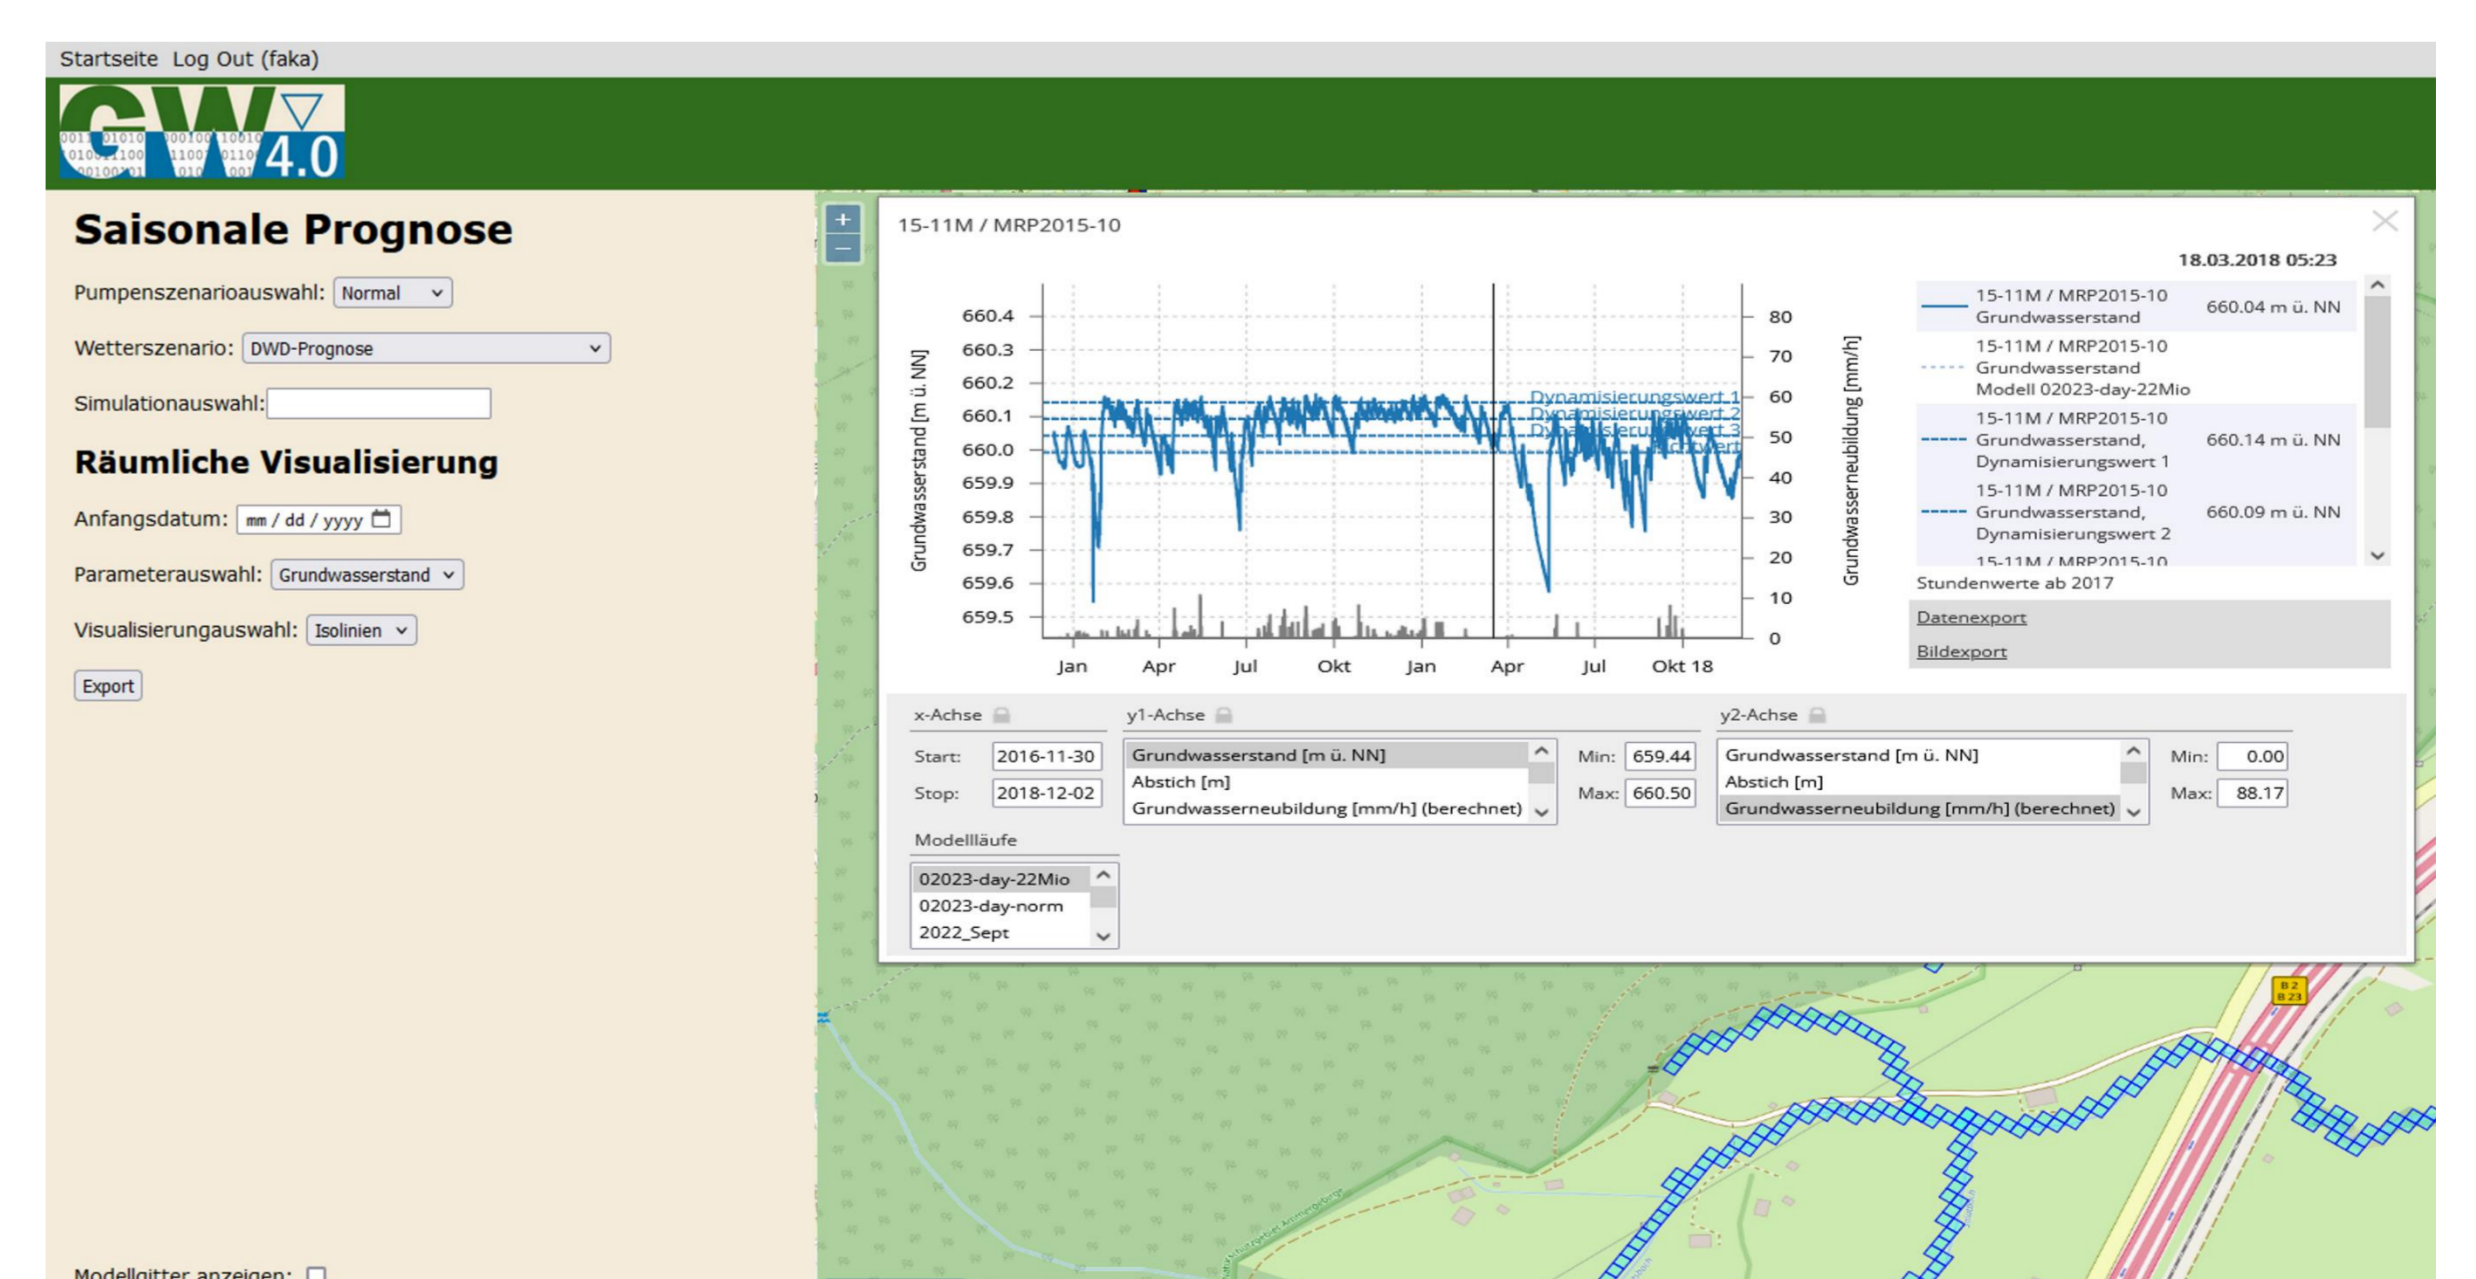 Startseite Log Out (faka)
GW 4.0
Saisonale Prognose
Pumpenszenarioauswahl: Normal
Wetterszenario: DWD-Prognose
Simulationauswahl:
Räumliche Visualisierung
Anfangsdatum: mm / dd / yyyy
Parameterauswahl: Grundwasserstand
Visualisierungauswahl: Isolinien
Export
Modellgitter anzeigen:
+
−
15-11M / MRP2015-10
18.03.2018 05:23
Grundwasserstand [m ü. NN]
660.4
660.3
660.2
660.1
660.0
659.9
659.8
659.7
659.6
659.5
Dynamisierungswert 1
Dynamisierungswert 2
Dynamisierungswert 3
80
70
60
50
40
30
20
10
0
Grundwasserneubildung [mm/h]
Jan Apr Jul Okt Jan Apr Jul Okt 18
15-11M / MRP2015-10
Grundwasserstand
660.04 m ü. NN
15-11M / MRP2015-10
Grundwasserstand
Modell 02023-day-22Mio
15-11M / MRP2015-10
Grundwasserstand,
Dynamisierungswert 1
660.14 m ü. NN
15-11M / MRP2015-10
Grundwasserstand,
Dynamisierungswert 2
660.09 m ü. NN
15-11M / MRP2015-10
Stundenwerte ab 2017
Datenexport
Bildexport
x-Achse
Start: 2016-11-30
Stop: 2018-12-02
y1-Achse
Grundwasserstand [m ü. NN]
Abstich [m]
Grundwasserneubildung [mm/h] (berechnet)
Min: 659.44
Max: 660.50
y2-Achse
Grundwasserstand [m ü. NN]
Abstich [m]
Grundwasserneubildung [mm/h] (berechnet)
Min: 0.00
Max: 88.17
Modellläufe
02023-day-22Mio
02023-day-norm
2022_Sept
B 2
B 23